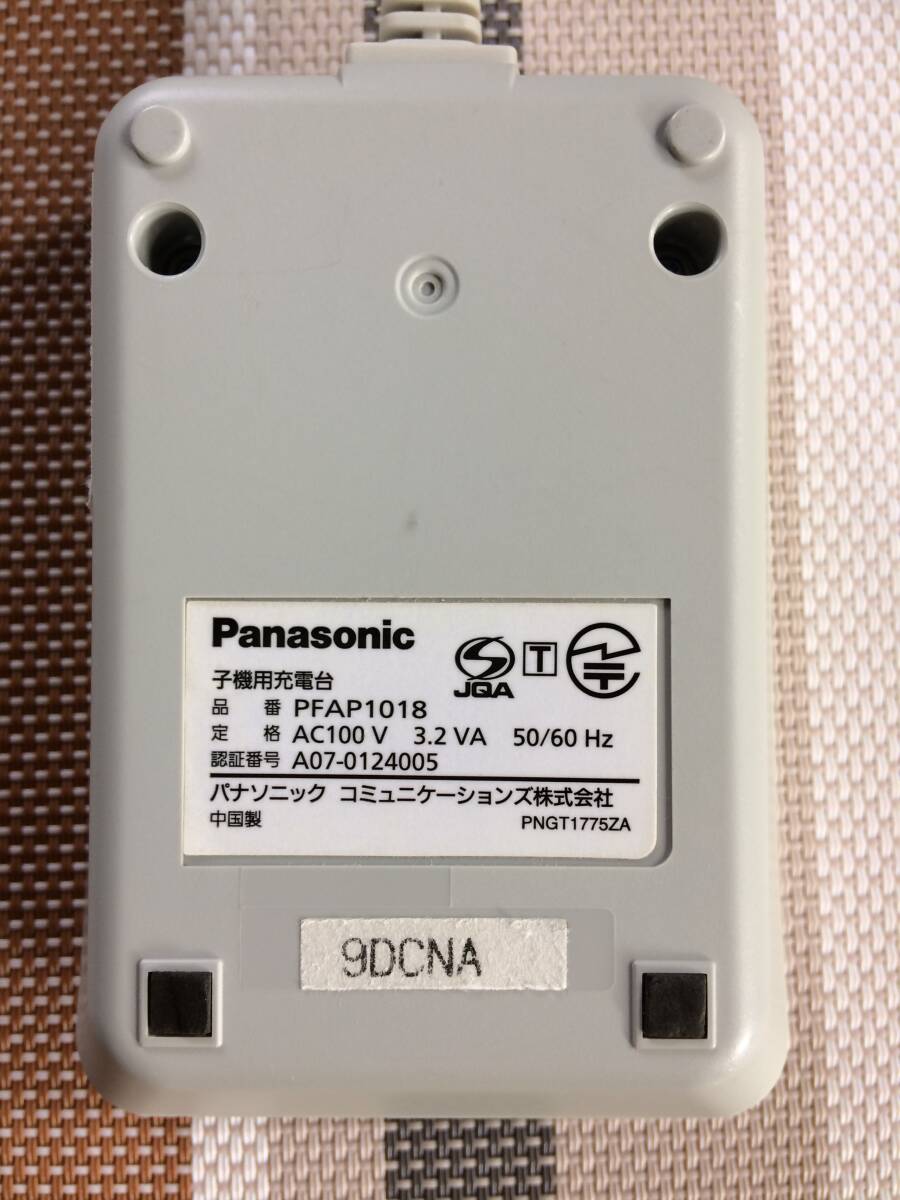 Panasonic
子機用充電台
JQA T T
品 番 PFAP1018
定 格 AC100 V 3.2 VA 50/60 Hz
認証番号 A07-0124005
パナソニック コミュニケーションズ株式会社
中国製 PNGT1775ZA
9DCNA